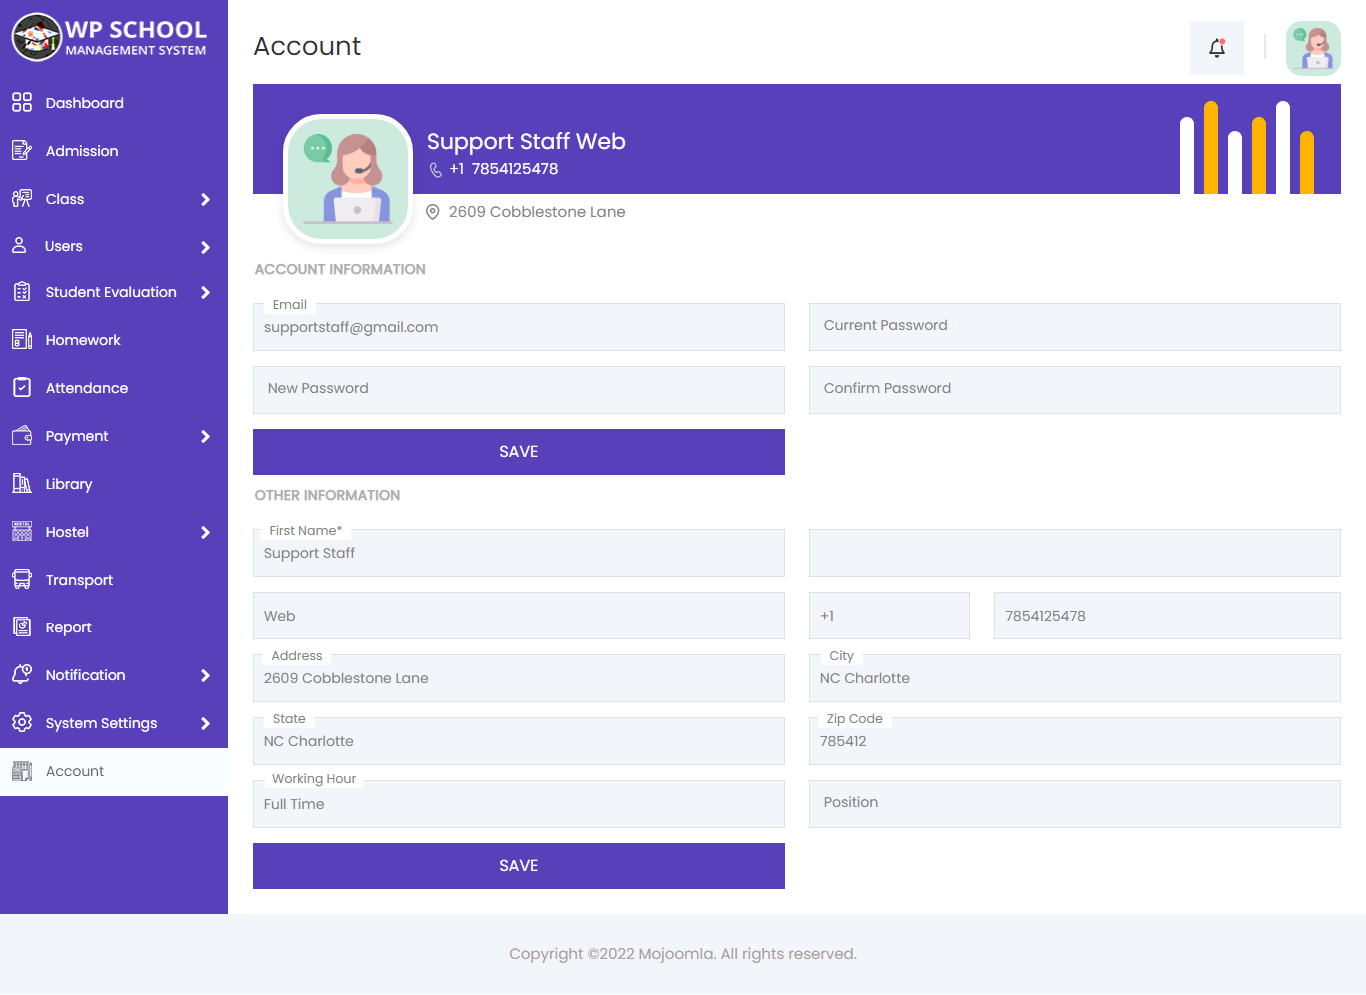 WP SCHOOL
MANAGEMENT SYSTEM
Dashboard
Admission
Class
Users
Student Evaluation
Homework
Attendance
Payment
Library
HOSTEL
Hostel
Transport
Report
Notification
System Settings
Account
Account
Support Staff Web
+1 7854125478
2609 Cobblestone Lane
ACCOUNT INFORMATION
Email
supportstaff@gmail.com
Current Password
New Password
Confirm Password
SAVE
OTHER INFORMATION
First Name*
Support Staff
Web
+1
7854125478
Address
2609 Cobblestone Lane
City
NC Charlotte
State
NC Charlotte
Zip Code
785412
Working Hour
Full Time
Position
SAVE
Copyright ©2022 Mojoomla. All rights reserved.